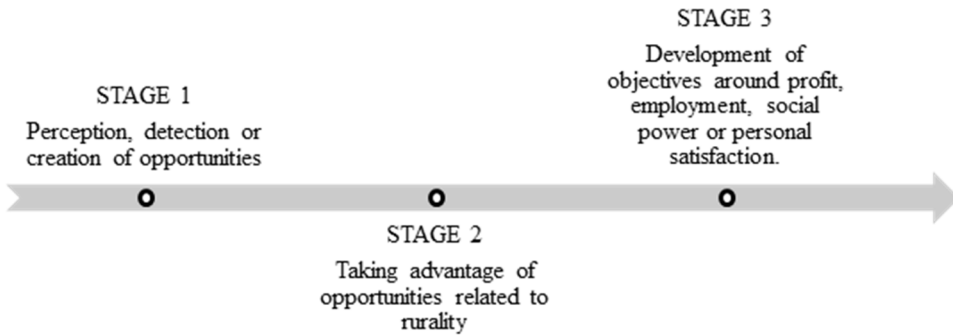 STAGE 1
Perception, detection or
creation of opportunities
STAGE 2
Taking advantage of
opportunities related to
rurality
STAGE 3
Development of
objectives around profit,
employment, social
power or personal
satisfaction.